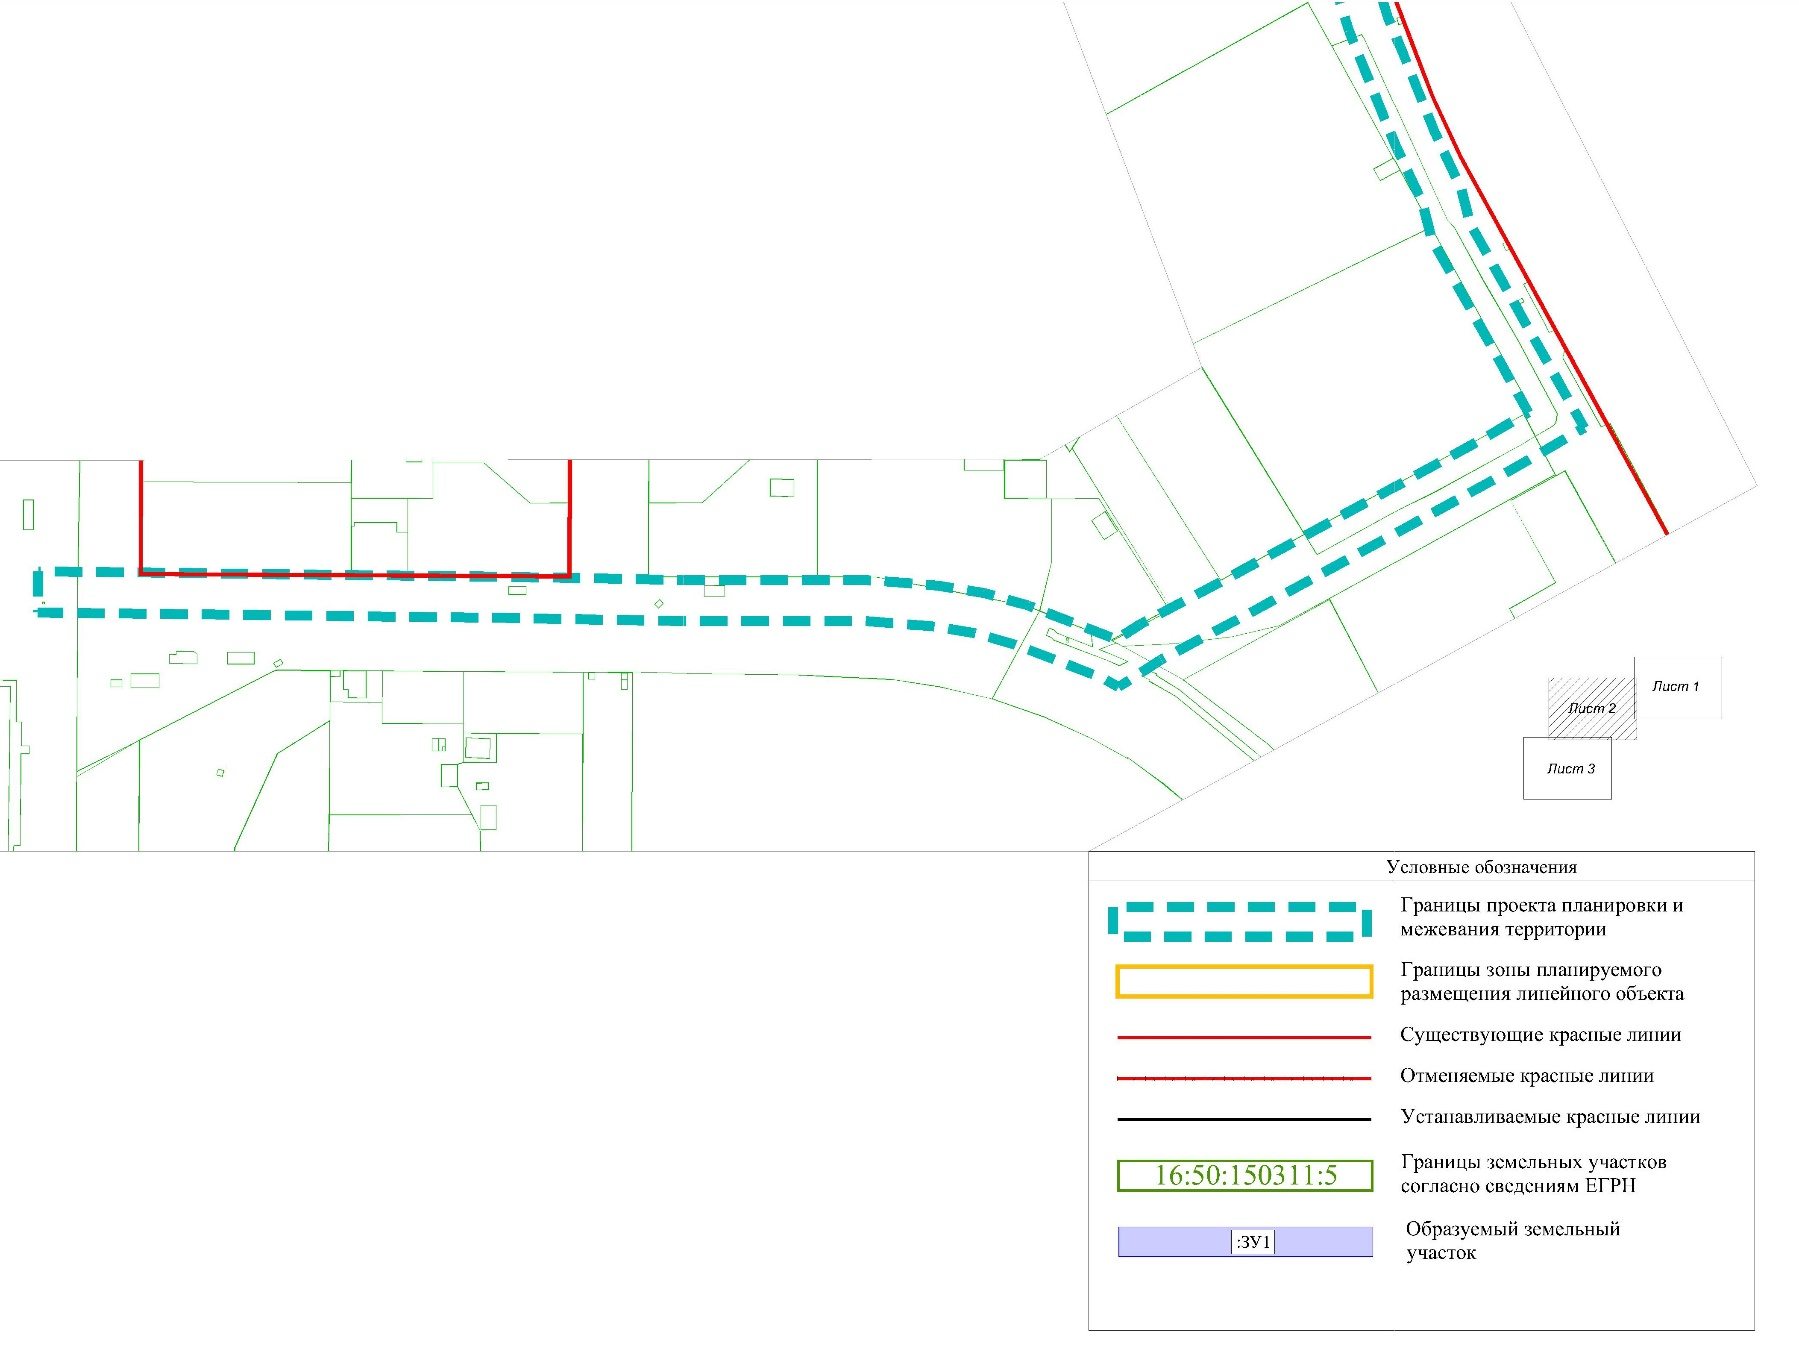 Лист 1
Лист 2
Лист 3
Условные обозначения
Границы проекта планировки и
межевания территории
Границы зоны планируемого
размещения линейного объекта
Существующие красные линии
Отменяемые красные линии
Устанавливаемые красные линии
16:50:150311:5
Границы земельных участков
согласно сведениям ЕГРН
:ЗУ1
Образуемый земельный
участок